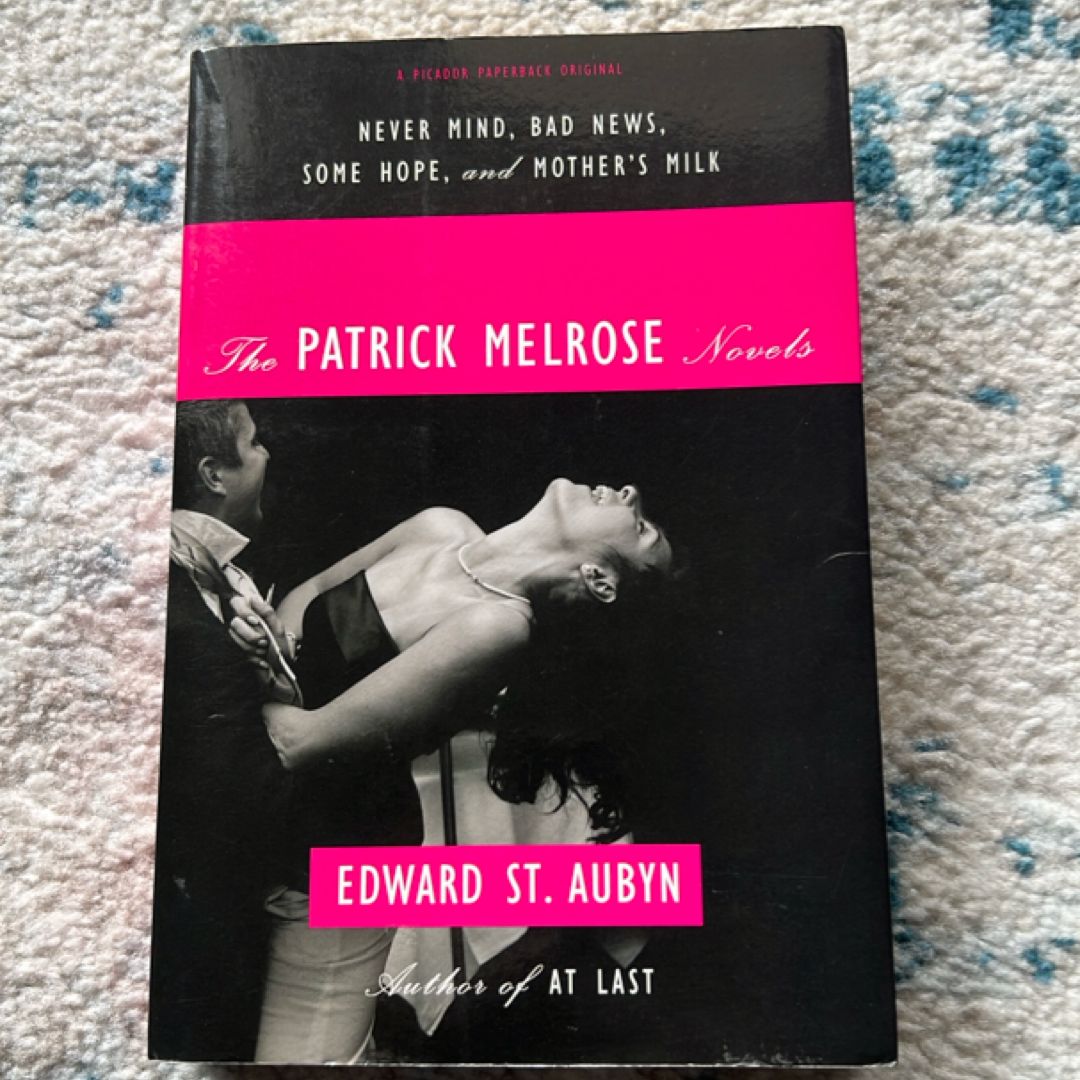 A PICADOR PAPERBACK ORIGINAL
NEVER MIND, BAD NEWS,
SOME HOPE, and MOTHER'S MILK
The PATRICK MELROSE Novels
EDWARD ST. AUBYN
Author of AT LAST